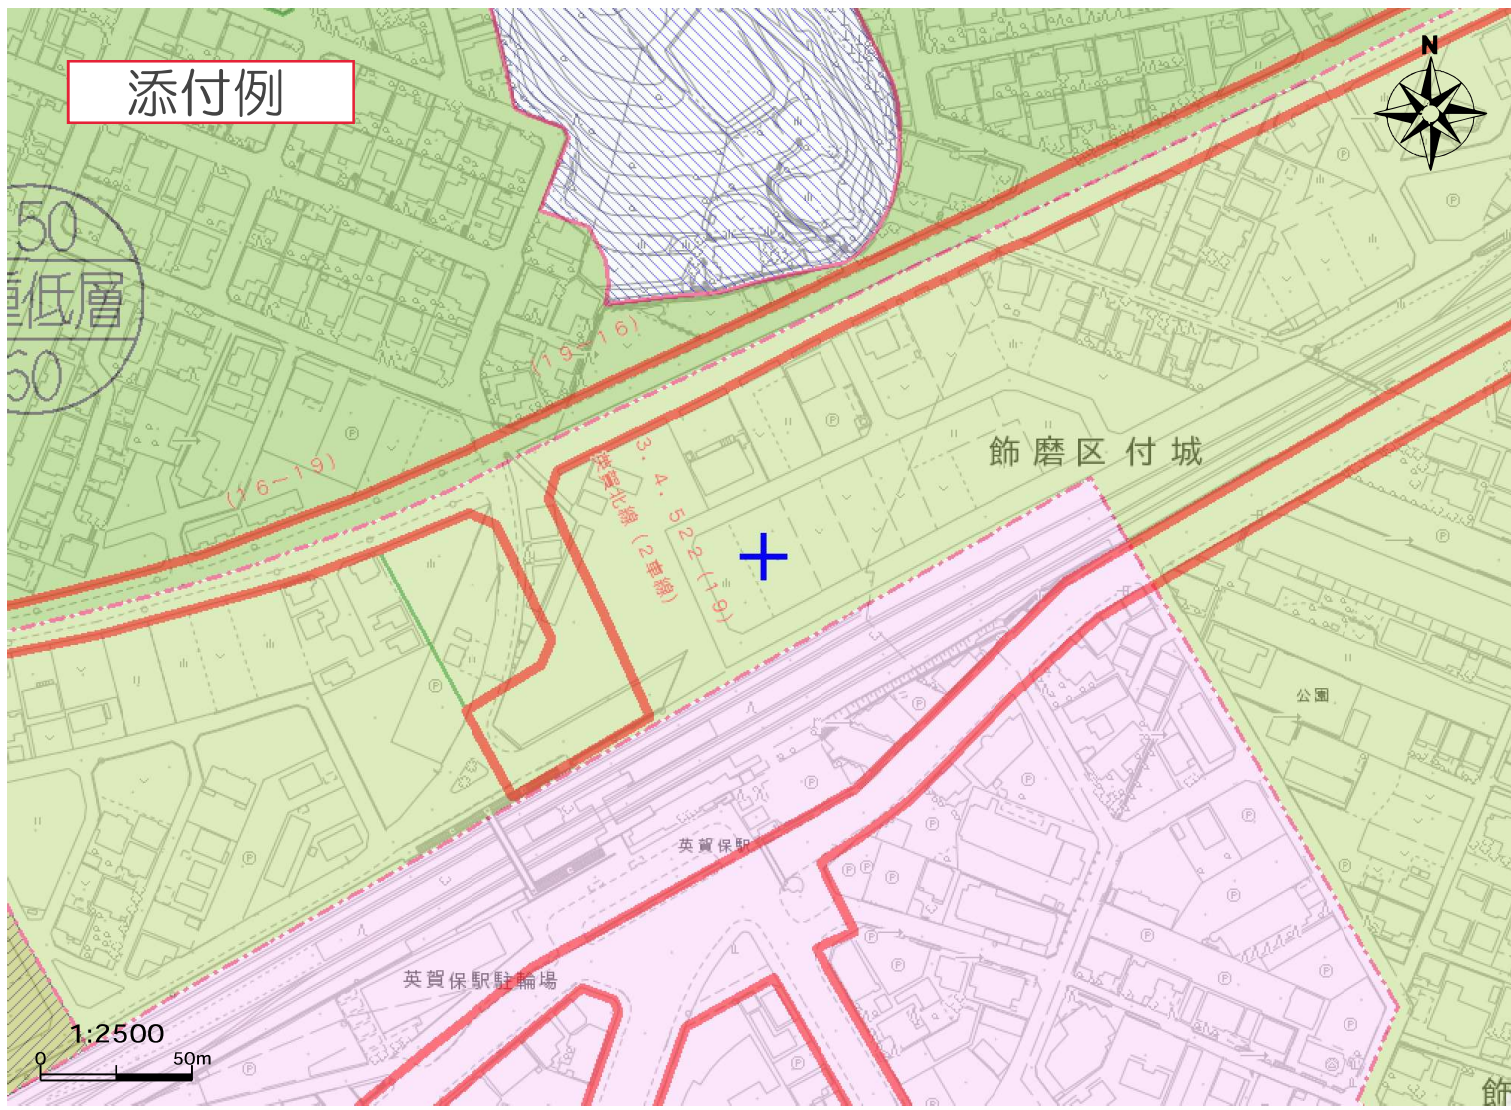 添付例
N
50
低層
60
(19~16)
(16~19)
3.4.522(19)
英賀北線(2車線)
飾磨区付城
公園
英賀保駅
英賀保駅駐輪場
1:2500
0 50m
飾